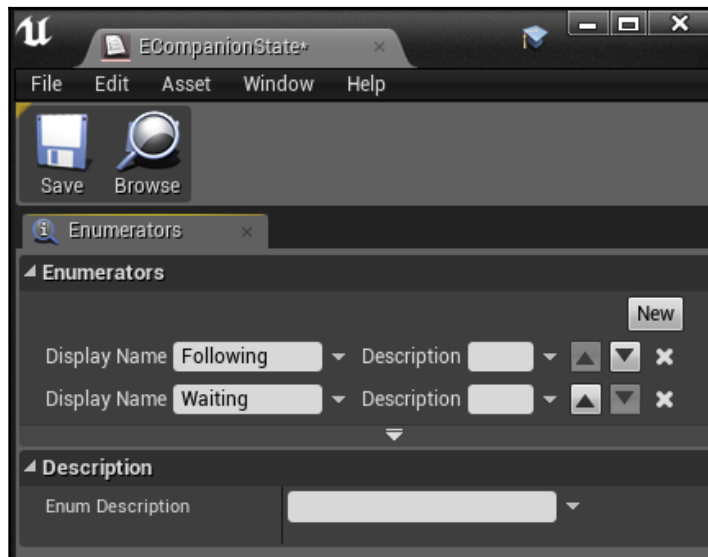 ECompanionState*
File Edit Asset Window Help
Save Browse
Enumerators
Enumerators
New
Display Name Following Description
Display Name Waiting Description
Description
Enum Description